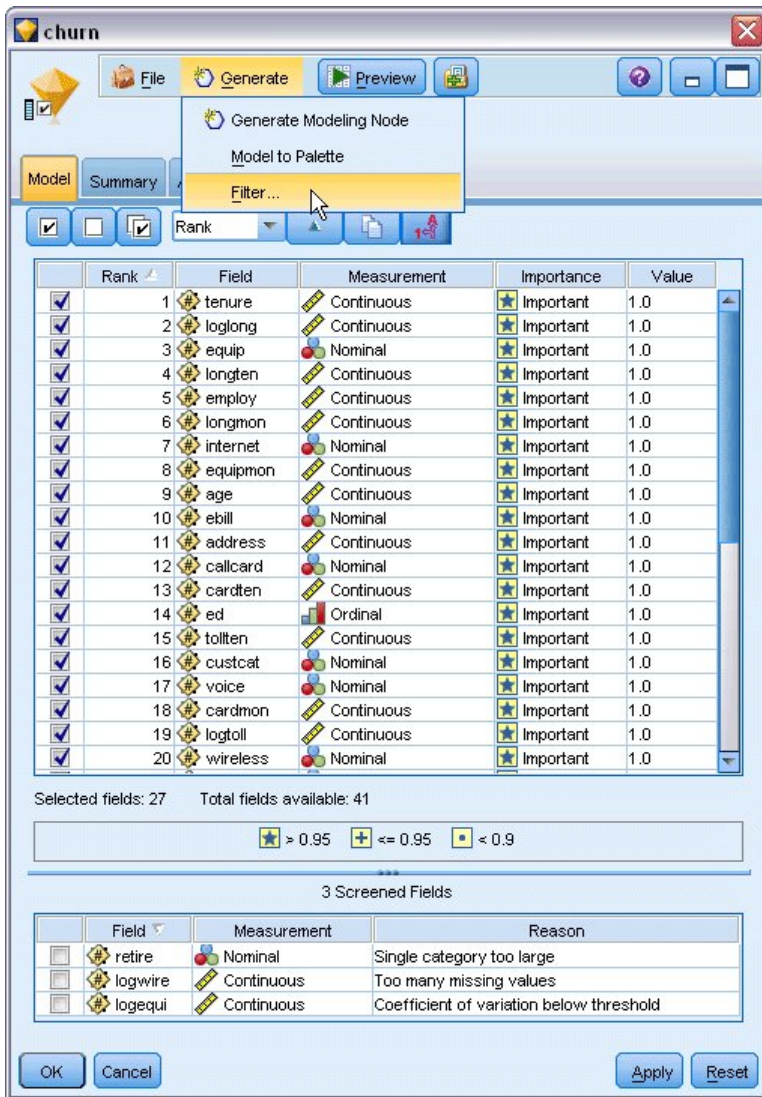 churn
File Generate Preview
Generate Modeling Node
Model to Palette
Filter...
Model Summary
Rank
Rank Field Measurement Importance Value
1 tenure Continuous Important 1.0
2 loglong Continuous Important 1.0
3 equip Nominal Important 1.0
4 longten Continuous Important 1.0
5 employ Continuous Important 1.0
6 longmon Continuous Important 1.0
7 internet Nominal Important 1.0
8 equipmon Continuous Important 1.0
9 age Continuous Important 1.0
10 ebill Nominal Important 1.0
11 address Continuous Important 1.0
12 callcard Nominal Important 1.0
13 cardten Continuous Important 1.0
14 ed Ordinal Important 1.0
15 tollten Continuous Important 1.0
16 custcat Nominal Important 1.0
17 voice Nominal Important 1.0
18 cardmon Continuous Important 1.0
19 logtoll Continuous Important 1.0
20 wireless Nominal Important 1.0
Selected fields: 27 Total fields available: 41
> 0.95 <= 0.95 < 0.9
3 Screened Fields
Field Measurement Reason
retire Nominal Single category too large
logwire Continuous Too many missing values
logequi Continuous Coefficient of variation below threshold
OK Cancel Apply Reset